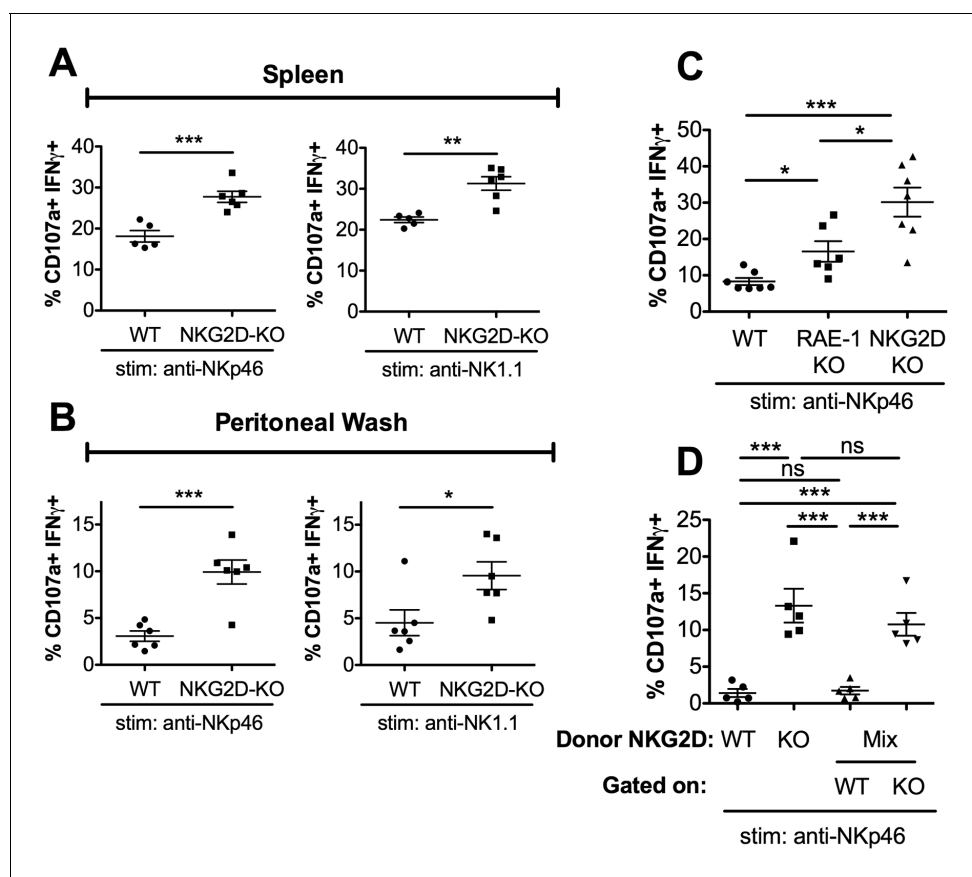 A
Spleen
% CD107a+ IFNγ+
40
30
20
10
0
***
WT NKG2D-KO
stim: anti-NKp46
% CD107a+ IFNγ+
40
30
20
10
0
**
WT NKG2D-KO
stim: anti-NK1.1
B
Peritoneal Wash
% CD107a+ IFNγ+
15
10
5
0
***
WT NKG2D-KO
stim: anti-NKp46
% CD107a+ IFNγ+
15
10
5
0
*
WT NKG2D-KO
stim: anti-NK1.1
C
% CD107a+ IFNγ+
50
40
30
20
10
0
***
*
*
WT RAE-1 NKG2D
KO KO
stim: anti-NKp46
D
% CD107a+ IFNγ+
25
20
15
10
5
0
*** ns
ns
***
*** ***
Donor NKG2D: WT KO Mix
Gated on: WT KO
stim: anti-NKp46